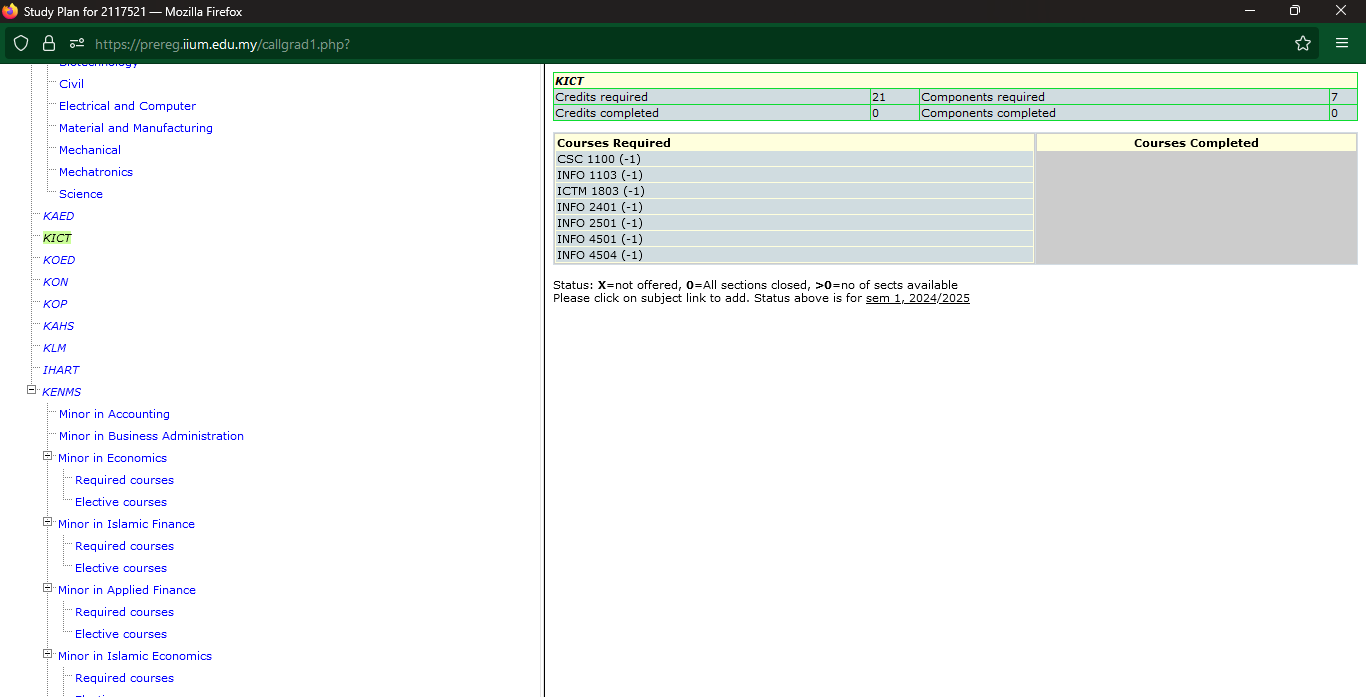 Study Plan for 2117521 — Mozilla Firefox
https://prereg.iium.edu.my/callgrad1.php?
Biotechnology
Civil
Electrical and Computer
Material and Manufacturing
Mechanical
Mechatronics
Science
KAED
KICT
KOED
KON
KOP
KAHS
KLM
IHART
KENMS
Minor in Accounting
Minor in Business Administration
Minor in Economics
Required courses
Elective courses
Minor in Islamic Finance
Required courses
Elective courses
Minor in Applied Finance
Required courses
Elective courses
Minor in Islamic Economics
Required courses
KICT
Credits required 21 Components required 7
Credits completed 0 Components completed 0
Courses Required Courses Completed
CSC 1100 (-1)
INFO 1103 (-1)
ICTM 1803 (-1)
INFO 2401 (-1)
INFO 2501 (-1)
INFO 4501 (-1)
INFO 4504 (-1)
Status: X=not offered, 0=All sections closed, >0=no of sects available
Please click on subject link to add. Status above is for sem 1, 2024/2025